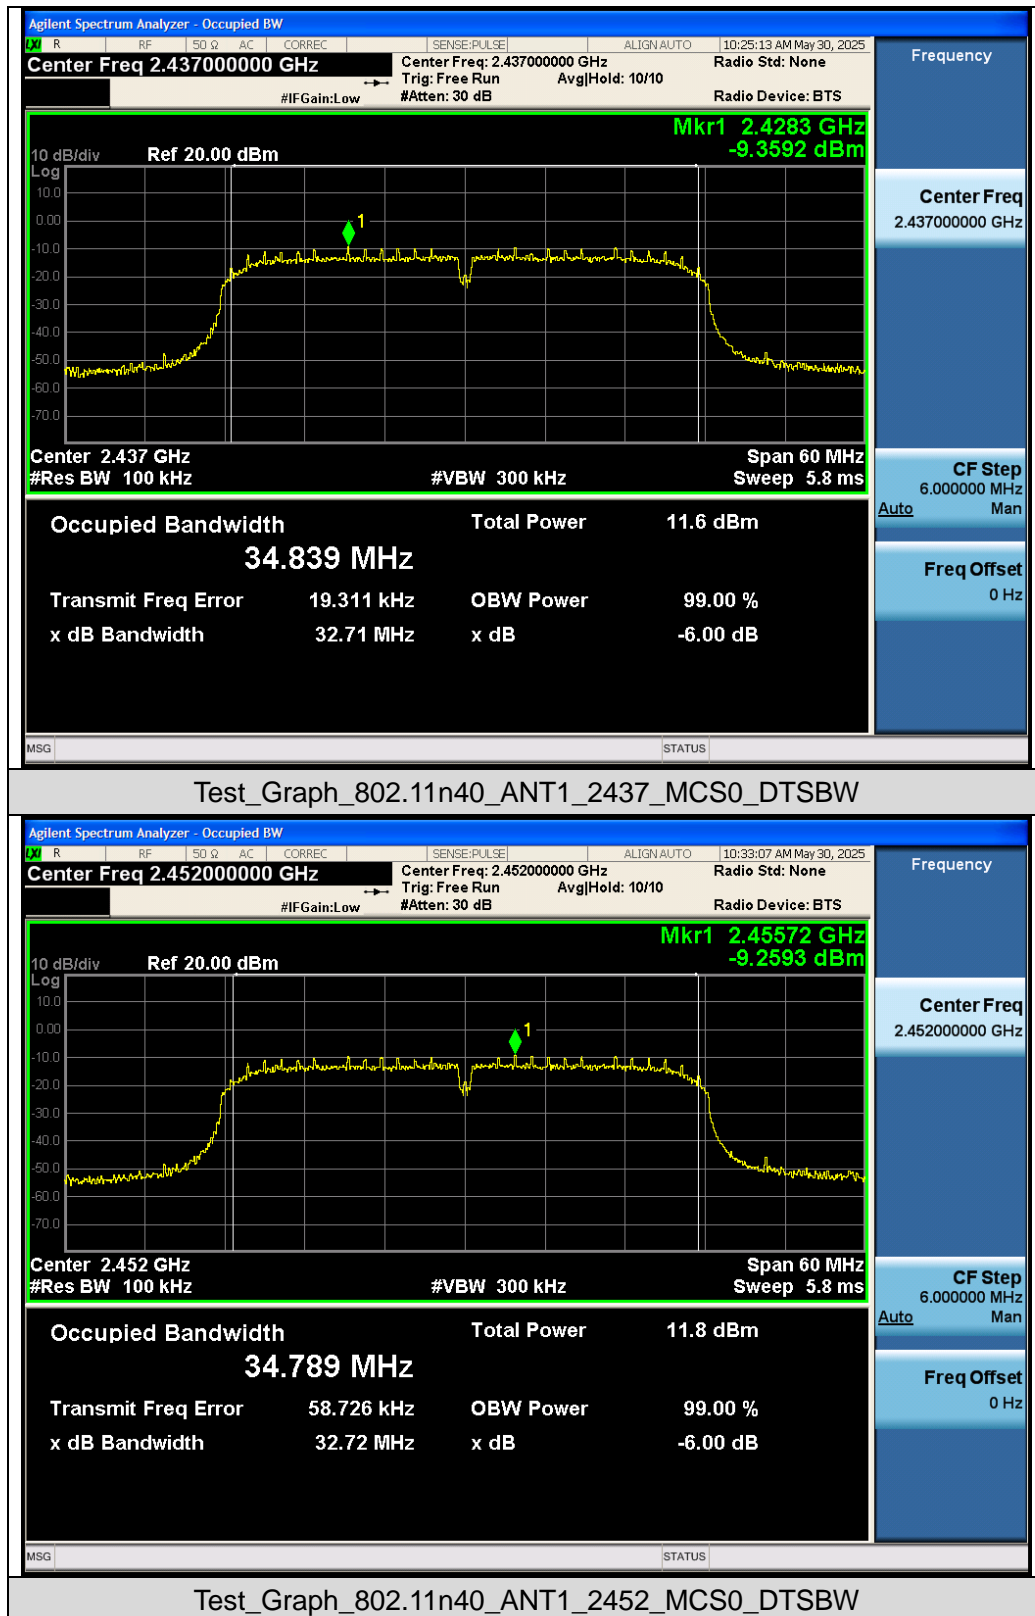 Agilent Spectrum Analyzer - Occupied BW
LXI R RF 50 Ω AC CORREC SENSE:PULSE ALIGN AUTO 10:25:13 AM May 30, 2025
Center Freq 2.437000000 GHz Center Freq: 2.437000000 GHz Radio Std: None Frequency
Trig: Free Run Avg|Hold: 10/10
#IFGain:Low #Atten: 30 dB Radio Device: BTS
Mkr1 2.4283 GHz
-9.3592 dBm
10 dB/div Ref 20.00 dBm
Log
10.0
0.00
-10.0
-20.0
-30.0
-40.0
-50.0
-60.0
-70.0
1
Center Freq
2.437000000 GHz
Center 2.437 GHz Span 60 MHz
#Res BW 100 kHz #VBW 300 kHz Sweep 5.8 ms
CF Step
6.000000 MHz
Auto Man
Occupied Bandwidth Total Power 11.6 dBm
34.839 MHz
Freq Offset
0 Hz
Transmit Freq Error 19.311 kHz OBW Power 99.00 %
x dB Bandwidth 32.71 MHz x dB -6.00 dB
MSG STATUS
Test_Graph_802.11n40_ANT1_2437_MCS0_DTSBW
Agilent Spectrum Analyzer - Occupied BW
LXI R RF 50 Ω AC CORREC SENSE:PULSE ALIGN AUTO 10:33:07 AM May 30, 2025
Center Freq 2.452000000 GHz Center Freq: 2.452000000 GHz Radio Std: None Frequency
Trig: Free Run Avg|Hold: 10/10
#IFGain:Low #Atten: 30 dB Radio Device: BTS
Mkr1 2.45572 GHz
-9.2593 dBm
10 dB/div Ref 20.00 dBm
Log
10.0
0.00
-10.0
-20.0
-30.0
-40.0
-50.0
-60.0
-70.0
1
Center Freq
2.452000000 GHz
Center 2.452 GHz Span 60 MHz
#Res BW 100 kHz #VBW 300 kHz Sweep 5.8 ms
CF Step
6.000000 MHz
Auto Man
Occupied Bandwidth Total Power 11.8 dBm
34.789 MHz
Freq Offset
0 Hz
Transmit Freq Error 58.726 kHz OBW Power 99.00 %
x dB Bandwidth 32.72 MHz x dB -6.00 dB
MSG STATUS
Test_Graph_802.11n40_ANT1_2452_MCS0_DTSBW